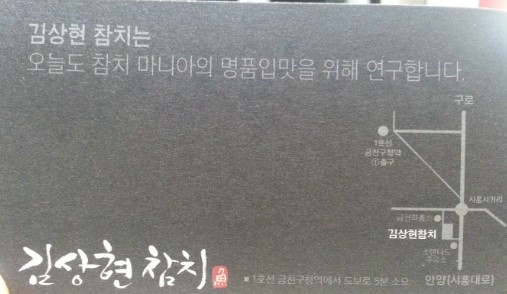 김상현 참치는
오늘도 참치 마니아의 명품입맛을 위해 연구합니다.
구로
1호선
금천구청역
①출구
시흥사거리
김상현참치
김상현 참치
■ 1호선 금천구청역에서 도보로 5분 소요
안양(시흥대로)